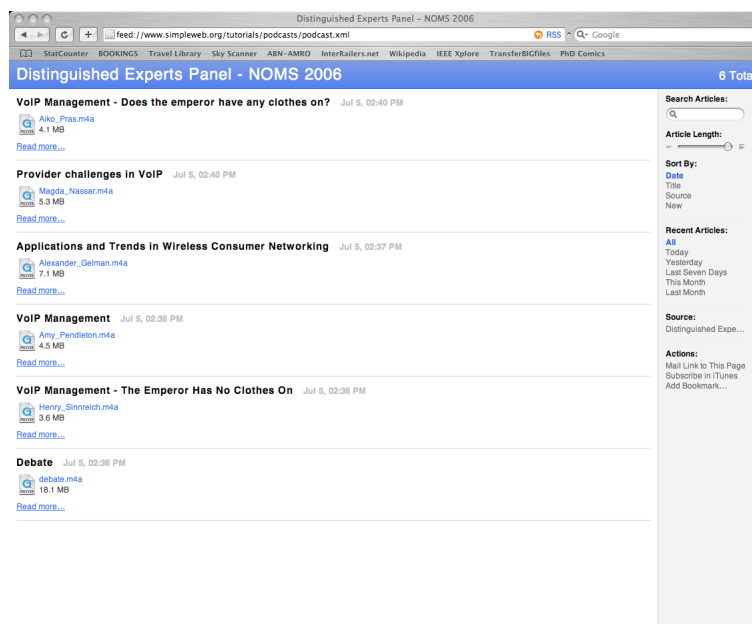 Distinguished Experts Panel – NOMS 2006
feed://www.simpleweb.org/tutorials/podcasts/podcast.xml RSS Q- Google
StatCounter BOOKINGS Travel Library Sky Scanner ABN-AMRO InterRailers.net Wikipedia IEEE Xplore TransferBIGfiles PhD Comics
Distinguished Experts Panel - NOMS 2006 6 Tota
VoIP Management - Does the emperor have any clothes on? Jul 5, 02:40 PM
Aiko_Pras.m4a
4.1 MB
Read more...
Provider challenges in VoIP Jul 5, 02:40 PM
Magda_Nassar.m4a
5.3 MB
Read more...
Applications and Trends in Wireless Consumer Networking Jul 5, 02:37 PM
Alexander_Gelman.m4a
7.1 MB
Read more...
VoIP Management Jul 5, 02:36 PM
Amy_Pendleton.m4a
4.5 MB
Read more...
VoIP Management - The Emperor Has No Clothes On Jul 5, 02:36 PM
Henry_Sinnreich.m4a
3.6 MB
Read more...
Debate Jul 5, 02:36 PM
debate.m4a
18.1 MB
Read more...
Search Articles:
Article Length:
Sort By:
Date
Title
Source
New
Recent Articles:
All
Today
Yesterday
Last Seven Days
This Month
Last Month
Source:
Distinguished Expe...
Actions:
Mail Link to This Page
Subscribe in iTunes
Add Bookmark...